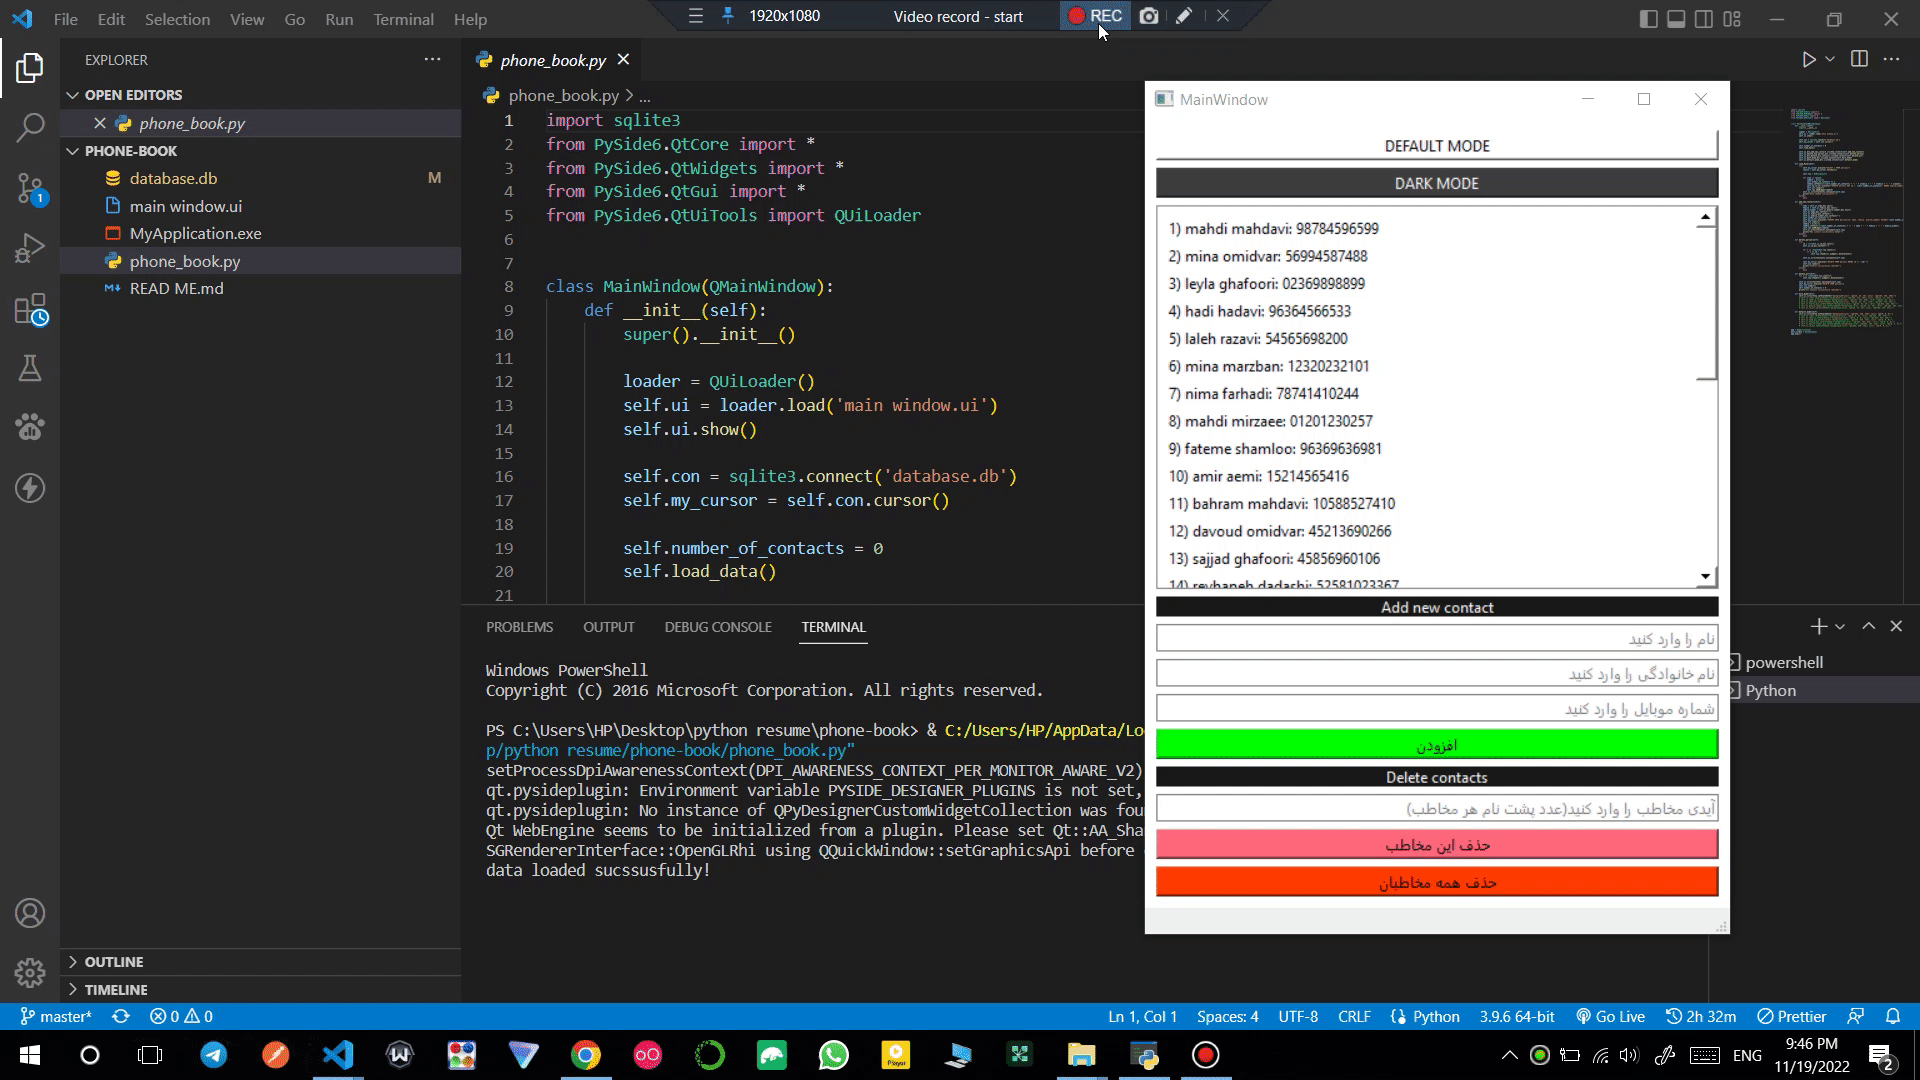 File Edit Selection View Go Run Terminal Help
1920x1080 Video record - start REC
EXPLORER
OPEN EDITORS
phone_book.py
PHONE-BOOK
database.db M
main window.ui
MyApplication.exe
phone_book.py
READ ME.md
OUTLINE
TIMELINE
1
phone_book.py
phone_book.py > ...
1 import sqlite3
2 from PySide6.QtCore import *
3 from PySide6.QtWidgets import *
4 from PySide6.QtGui import *
5 from PySide6.QtUiTools import QUiLoader
6
7
8 class MainWindow(QMainWindow):
9 def __init__(self):
10 super().__init__()
11
12 loader = QUiLoader()
13 self.ui = loader.load('main window.ui')
14 self.ui.show()
15
16 self.con = sqlite3.connect('database.db')
17 self.my_cursor = self.con.cursor()
18
19 self.number_of_contacts = 0
20 self.load_data()
21
PROBLEMS OUTPUT DEBUG CONSOLE TERMINAL
Windows PowerShell
Copyright (C) 2016 Microsoft Corporation. All rights reserved.
PS C:\Users\HP\Desktop\python resume\phone-book> & C:/Users/HP/AppData/Lo
p/python resume/phone-book/phone_book.py"
setProcessDpiAwarenessContext(DPI_AWARENESS_CONTEXT_PER_MONITOR_AWARE_V2)
qt.pysideplugin: Environment variable PYSIDE_DESIGNER_PLUGINS is not set,
qt.pysideplugin: No instance of QPyDesignerCustomWidgetCollection was fou
Qt WebEngine seems to be initialized from a plugin. Please set Qt::AA_Sha
SGRendererInterface::OpenGLRhi using QQuickWindow::setGraphicsApi before
data loaded sucssusfully!
powershell
Python
MainWindow
DEFAULT MODE
DARK MODE
1) mahdi mahdavi: 98784596599
2) mina omidvar: 56994587488
3) leyla ghafoori: 02369898899
4) hadi hadavi: 96364566533
5) laleh razavi: 54565698200
6) mina marzban: 12320232101
7) nima farhadi: 78741410244
8) mahdi mirzaee: 01201230257
9) fateme shamloo: 96369636981
10) amir aemi: 15214565416
11) bahram mahdavi: 10588527410
12) davoud omidvar: 45213690266
13) sajjad ghafoori: 45856960106
14) reyhaneh dadashi: 52581023367
Add new contact
نام را وارد کنید
نام خانوادگی را وارد کنید
شماره موبایل را وارد کنید
افزودن
Delete contacts
آیدی مخاطب را وارد کنید(عدد پشت نام هر مخاطب)
حذف این مخاطب
حذف همه مخاطبان
master* 0 0 Ln 1, Col 1 Spaces: 4 UTF-8 CRLF Python 3.9.6 64-bit Go Live 2h 32m Prettier
ENG 9:46 PM
11/19/2022 2